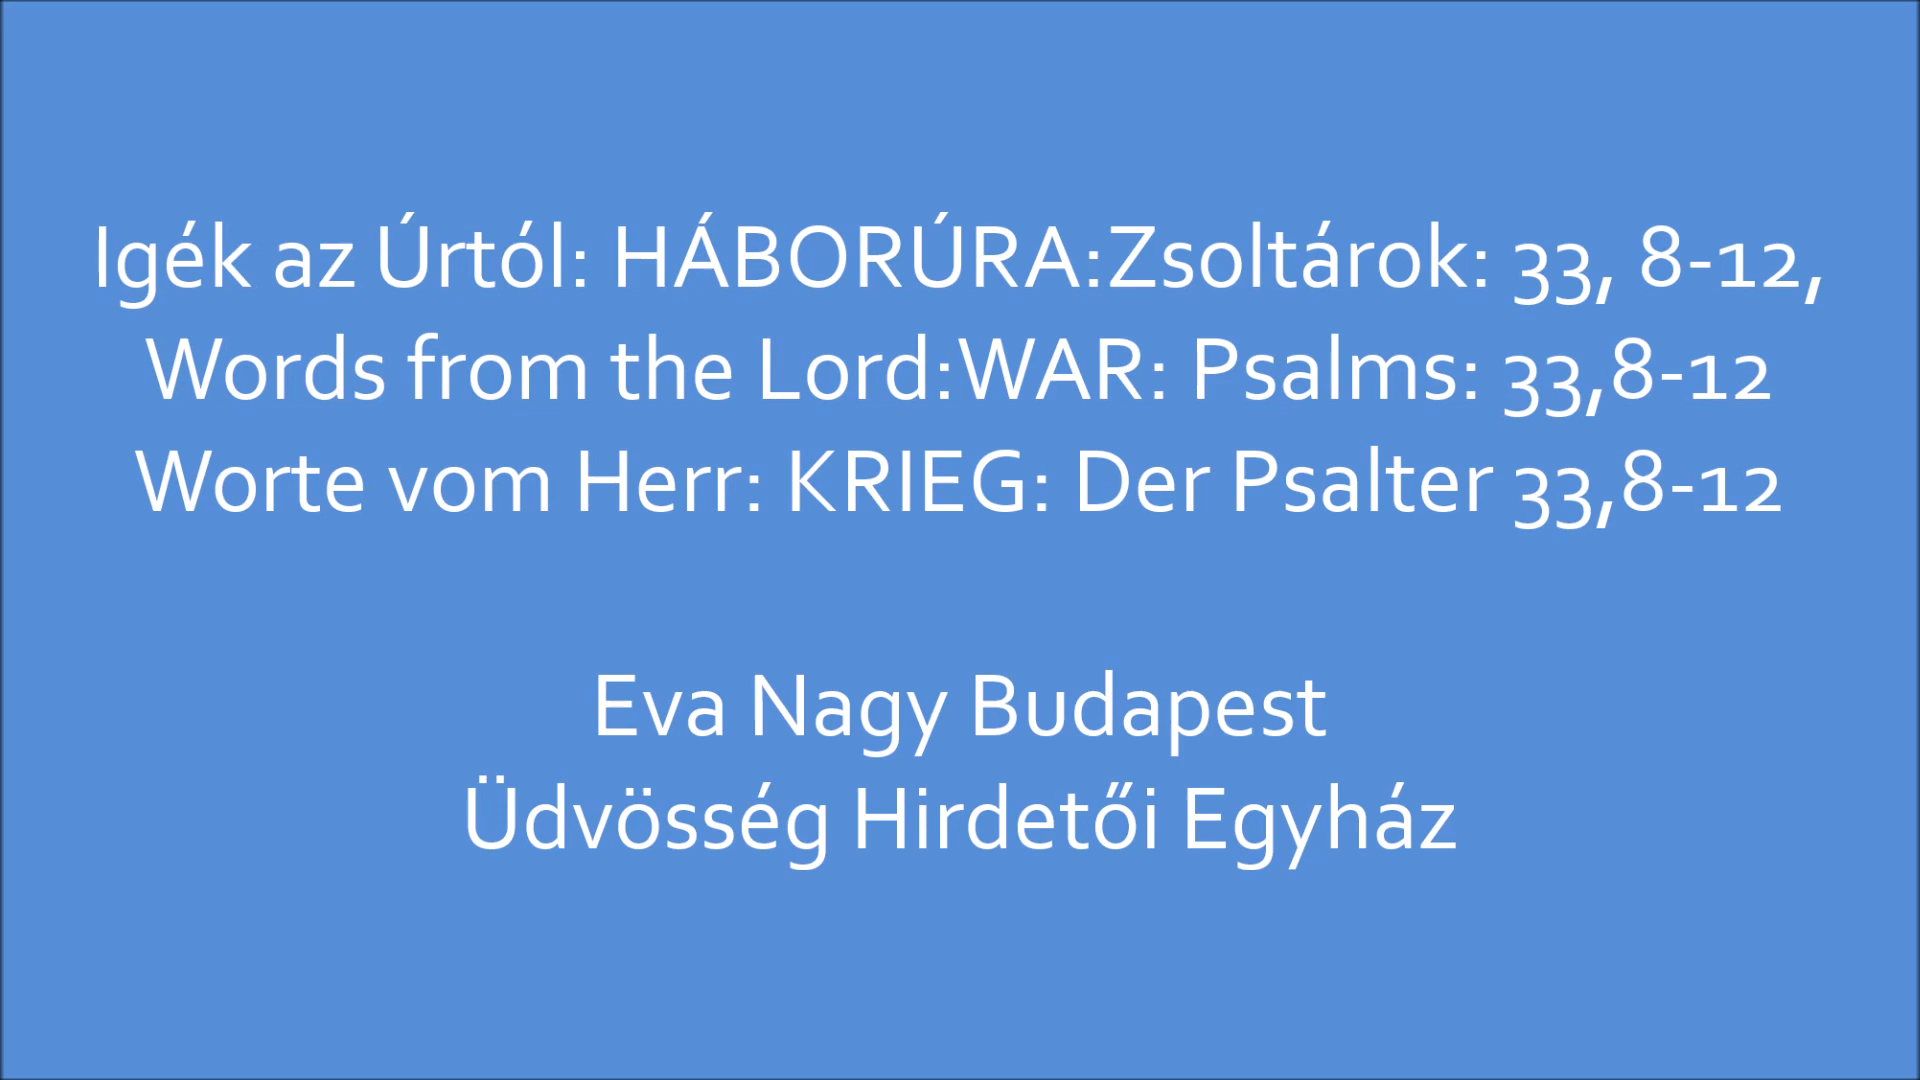 Igék az Úrtól: HÁBORÚRA:Zsoltárok: 33, 8-12,
Words from the Lord:WAR: Psalms: 33,8-12
Worte vom Herr: KRIEG: Der Psalter 33,8-12
Eva Nagy Budapest
Üdvösség Hirdetői Egyház